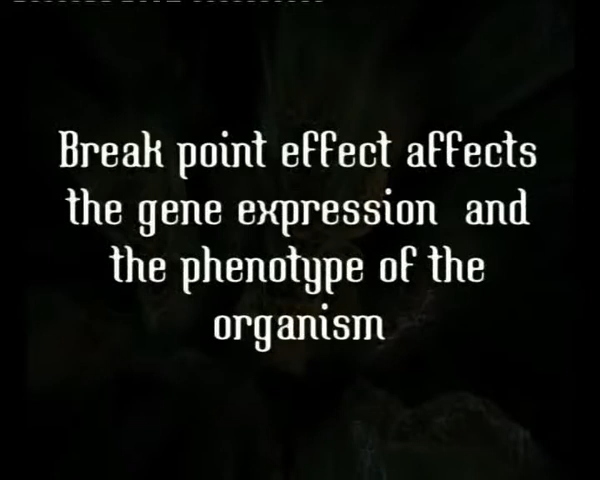 Break point effect affects
the gene expression and
the phenotype of the
organism